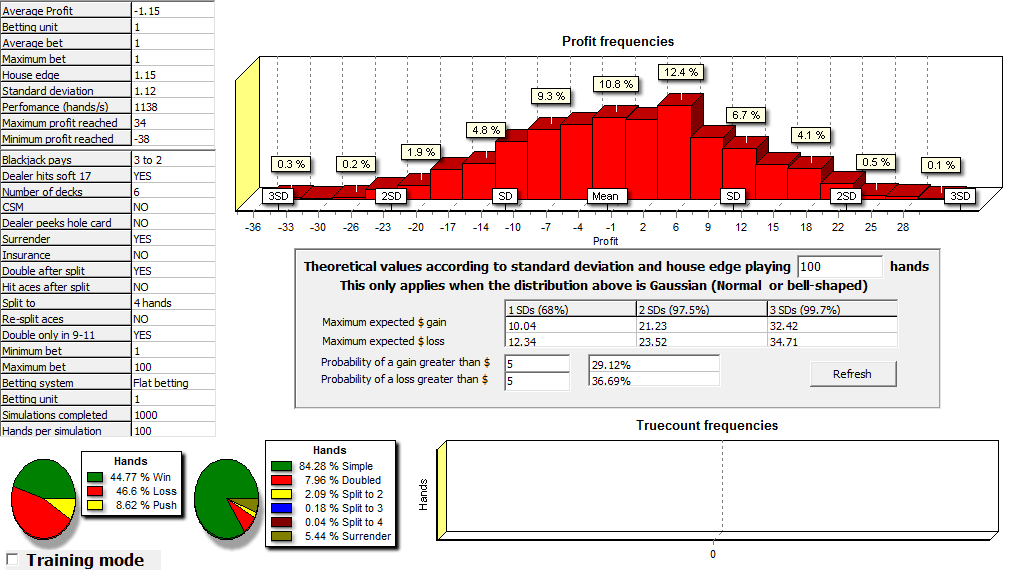 Average Profit -1.15
Betting unit 1
Average bet 1
Maximum bet 1
House edge 1.15
Standard deviation 1.12
Perfomance (hands/s) 1138
Maximum profit reached 34
Minimum profit reached -38
Blackjack pays 3 to 2
Dealer hits soft 17 YES
Number of decks 6
CSM NO
Dealer peeks hole card NO
Surrender YES
Insurance NO
Double after split YES
Hit aces after split NO
Split to 4 hands
Re-split aces NO
Double only in 9-11 YES
Minimum bet 1
Maximum bet 100
Betting system Flat betting
Betting unit 1
Simulations completed 1000
Hands per simulation 100
Profit frequencies
0.3 % 0.2 % 1.9 % 4.8 % 9.3 % 10.8 % 12.4 % 6.7 % 4.1 % 0.5 % 0.1 %
3SD 2SD SD Mean SD 2SD 3SD
-36 -33 -30 -26 -23 -20 -17 -14 -10 -7 -4 -1 2 6 9 12 15 18 22 25 28
Profit
Theoretical values according to standard deviation and house edge playing 100 hands
This only applies when the distribution above is Gaussian (Normal or bell-shaped)
1 SDs (68%) 2 SDs (97.5%) 3 SDs (99.7%)
Maximum expected $ gain 10.04 21.23 32.42
Maximum expected $ loss 12.34 23.52 34.71
Probability of a gain greater than $ 5 29.12%
Probability of a loss greater than $ 5 36.69%
Refresh
Hands
44.77 % Win
46.6 % Loss
8.62 % Push
Hands
84.28 % Simple
7.96 % Doubled
2.09 % Split to 2
0.18 % Split to 3
0.04 % Split to 4
5.44 % Surrender
Truecount frequencies
Hands
0
Training mode